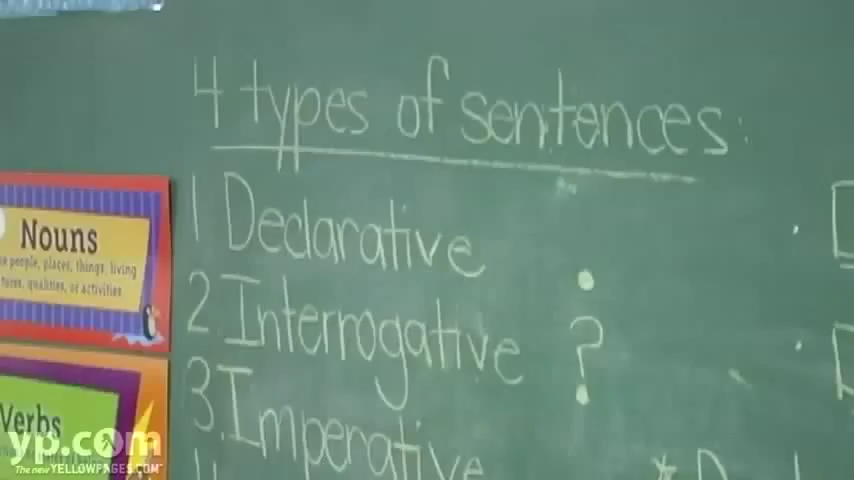 4 types of sentences:
1 Declarative .
2. Interrogative ?
3. Imperative
Nouns
people, places, things, living
qualities, or activities
Verbs
yp.com
The new YELLOWPAGES.COM